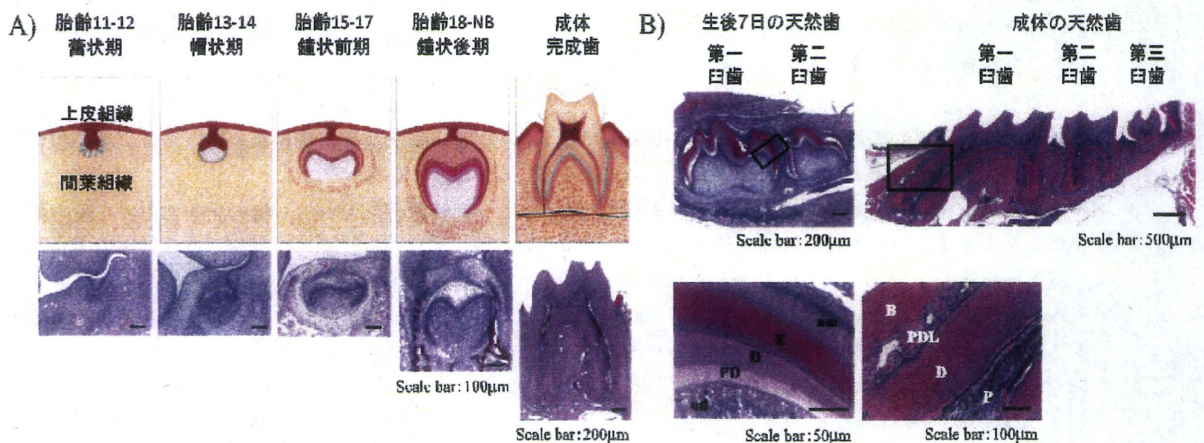 A)
胎齢11-12
蕾状期
胎齢13-14
帽状期
胎齢15-17
鐘状前期
胎齢18-NB
鐘状後期
成体
完成歯
上皮組織
間葉組織
Scale bar:100μm
Scale bar:200μm
B)
生後7日の天然歯
第一
臼歯
第二
臼歯
成体の天然歯
第一
臼歯
第二
臼歯
第三
臼歯
Scale bar:200μm
Scale bar:500μm
am
E
D
PD
od
Scale bar:50μm
B
PDL
D
P
Scale bar:100μm